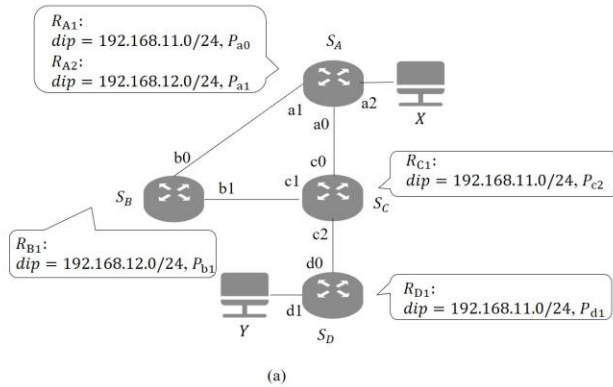 R_A1:
dip = 192.168.11.0/24, P_a0
R_A2:
dip = 192.168.12.0/24, P_a1
S_A
a1
a2
a0
X
b0
c0
R_C1:
dip = 192.168.11.0/24, P_c2
b1
c1
S_B
S_C
R_B1:
dip = 192.168.12.0/24, P_b1
c2
d0
R_D1:
dip = 192.168.11.0/24, P_d1
d1
Y
S_D
(a)